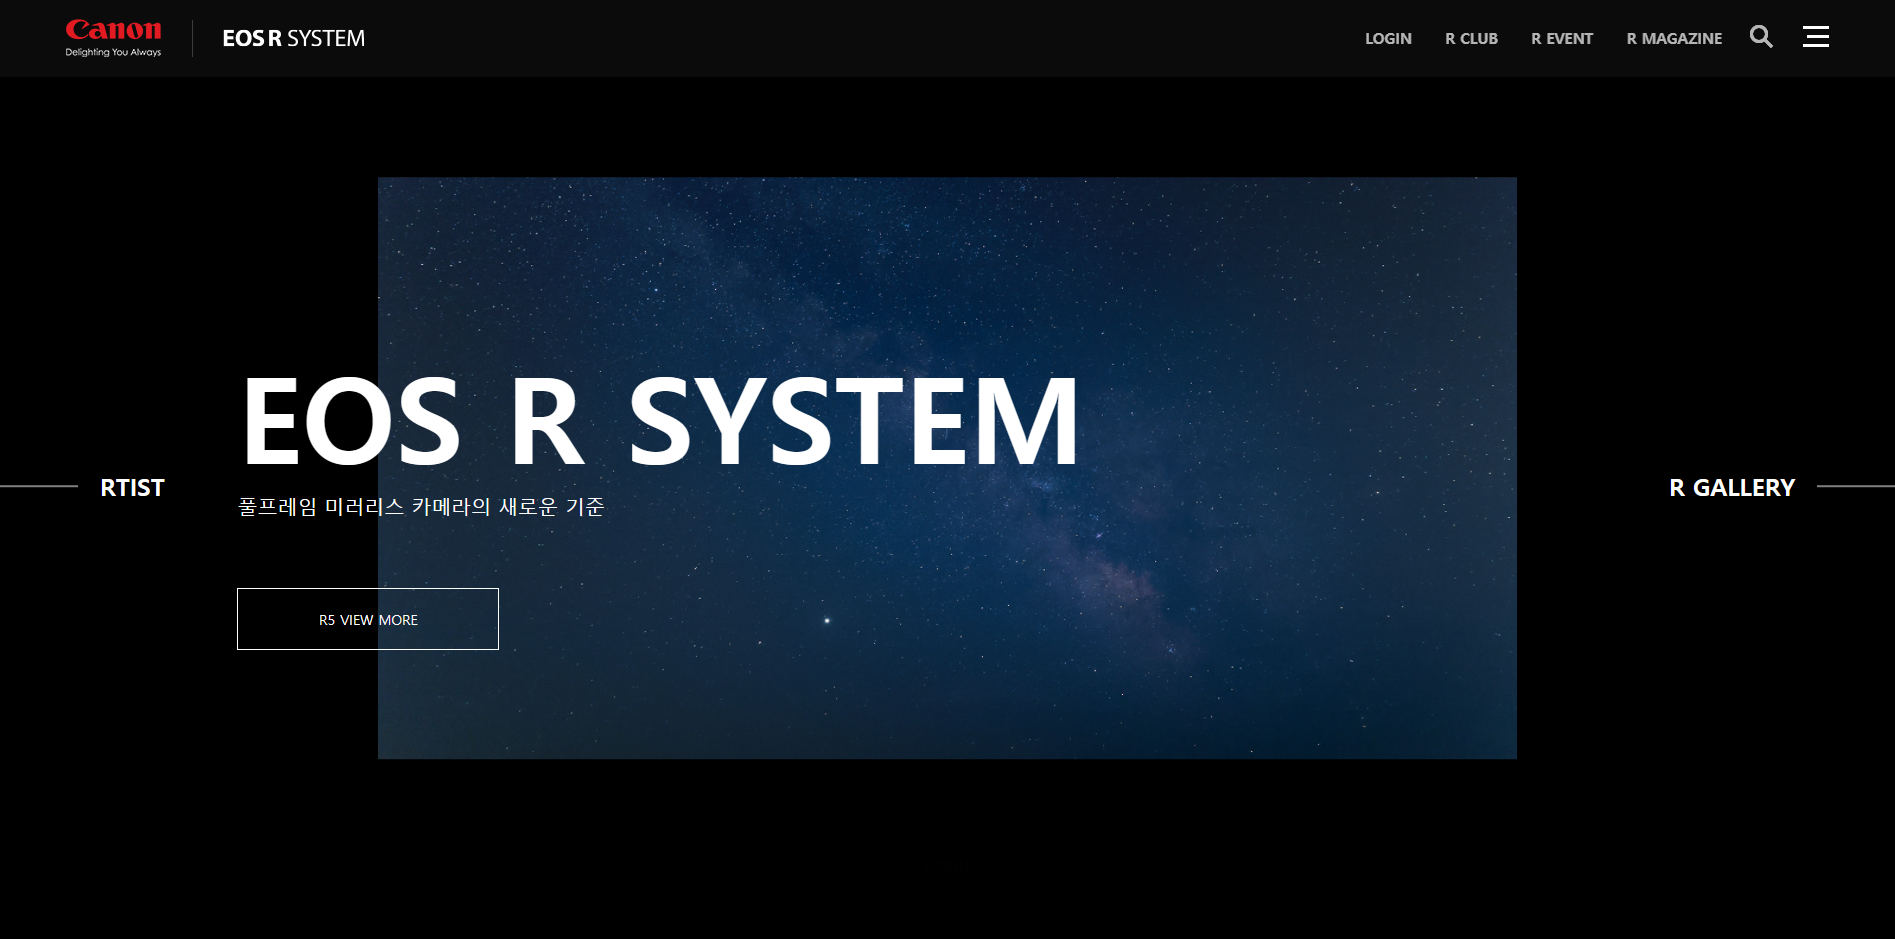 Canon
Delighting You Always
EOS R SYSTEM
LOGIN
R CLUB
R EVENT
R MAGAZINE
EOS R SYSTEM
RTIST
풀프레임 미러리스 카메라의 새로운 기준
R GALLERY
R5 VIEW MORE